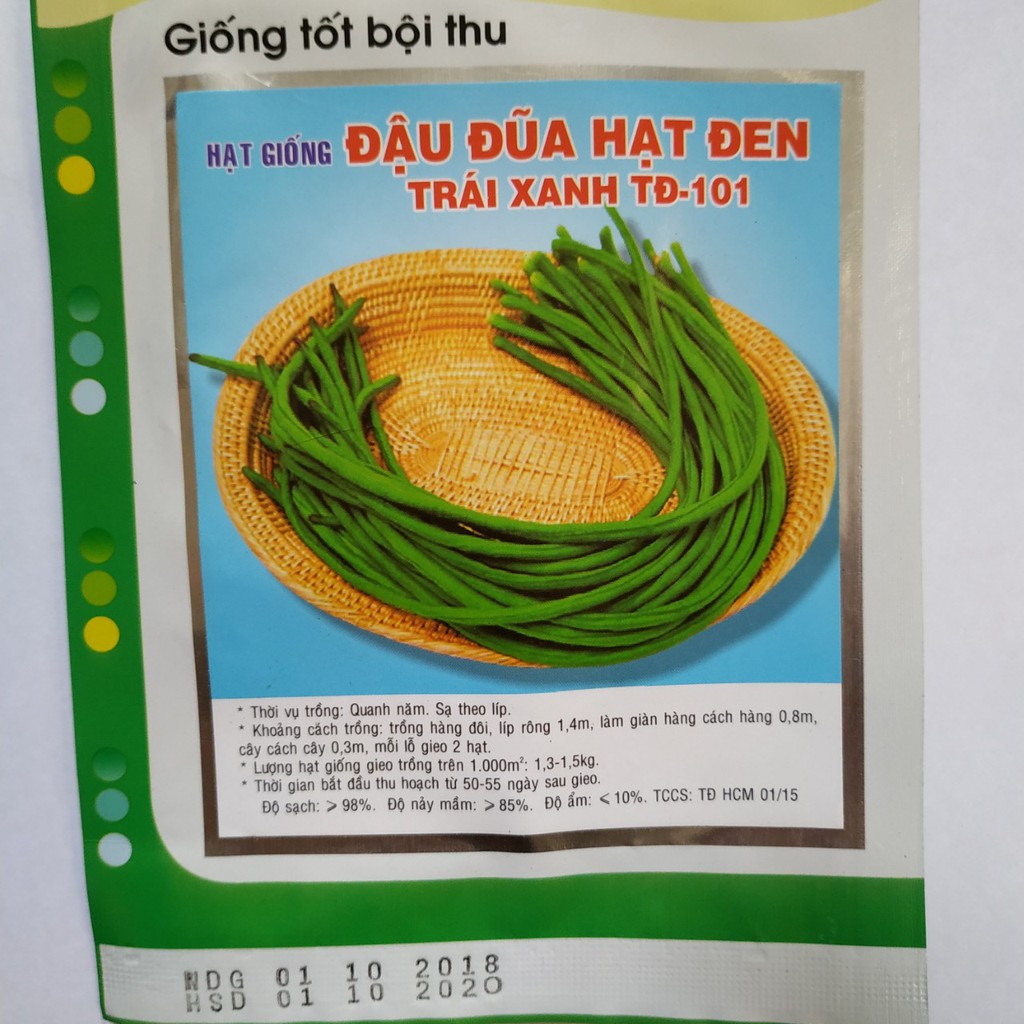 Giống tốt bội thu
HẠT GIỐNG ĐẬU ĐŨA HẠT ĐEN
TRÁI XANH TĐ-101
* Thời vụ trồng: Quanh năm. Sạ theo líp.
* Khoảng cách trồng: trồng hàng đôi, líp rông 1,4m, làm giàn hàng cách hàng 0,8m,
cây cách cây 0,3m, mỗi lỗ gieo 2 hạt.
* Lượng hạt giống gieo trồng trên 1.000m²: 1,3-1,5kg.
* Thời gian bắt đầu thu hoạch từ 50-55 ngày sau gieo.
Độ sạch: ⩾ 98%. Độ nảy mầm: ⩾ 85%. Độ ẩm: ⩽ 10%. TCCS: TĐ HCM 01/15
NDG 01 10 2018
HSD 01 10 2020